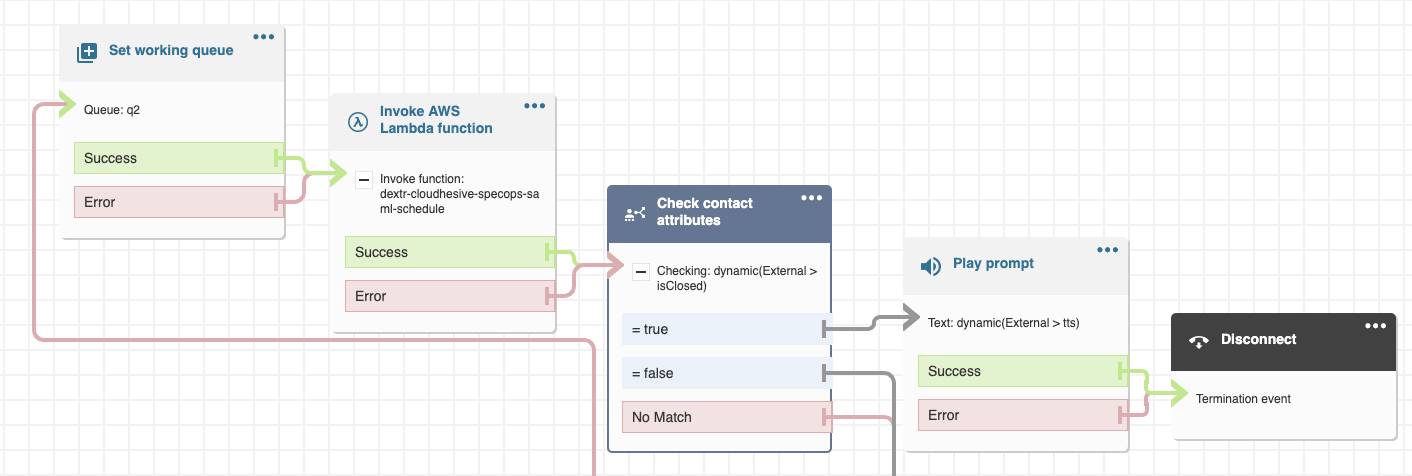 Set working queue
Queue: q2
Success
Error
Invoke AWS
Lambda function
Invoke function:
dextr-cloudhesive-specops-sa
ml-schedule
Success
Error
Check contact
attributes
Checking: dynamic(External >
isClosed)
= true
= false
No Match
Play prompt
Text: dynamic(External > tts)
Success
Error
Disconnect
Termination event